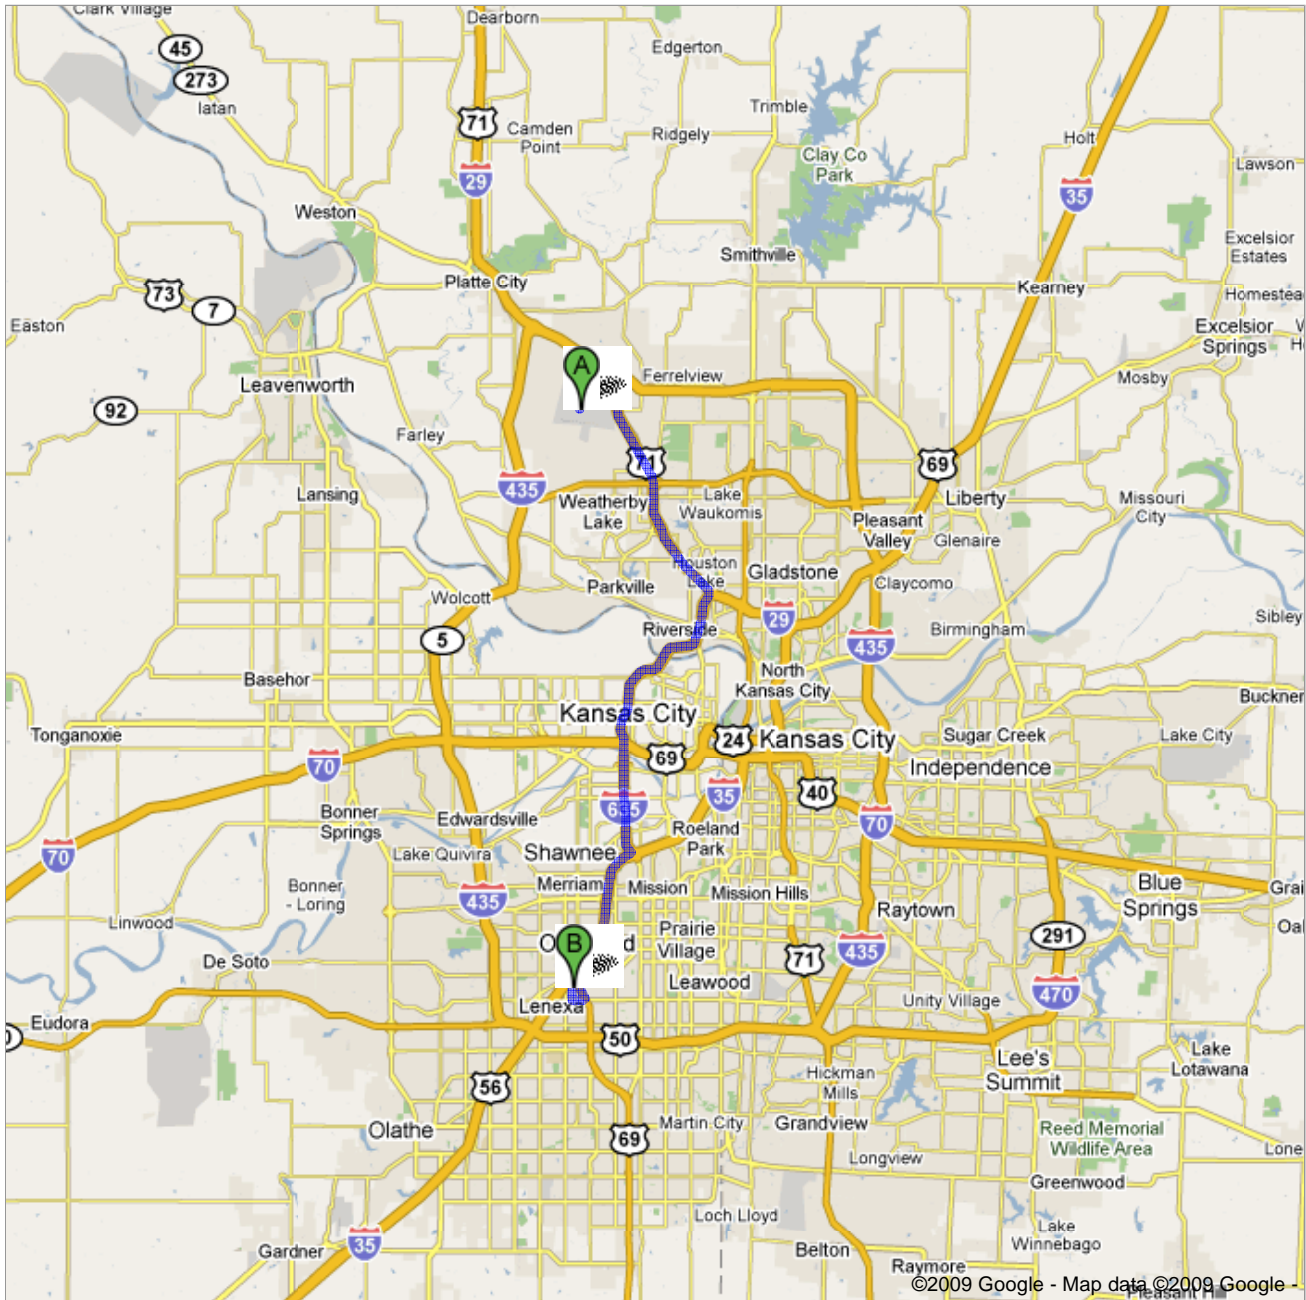 Clark Village
Dearborn
45
Edgerton
273
Iatan
Trimble
71
Camden
Point
Ridgely
Holt
Clay Co
Park
Lawson
29
35
Weston
Excelsior
Estates
Smithville
Platte City
Kearney
73
7
Homestea
Easton
Excelsior
Springs
A
Ferrelview
Mosby
Leavenworth
92
Farley
71
69
435
Lansing
Weatherby
Lake
Lake
Waukomis
Liberty
Missouri
City
Pleasant
Valley
Glenaire
Houston
Lake
Gladstone
Parkville
Claycomo
Wolcott
29
Sibley
Riverside
Birmingham
5
435
Basehor
North
Kansas City
Buckner
Kansas City
Tonganoxie
24
Kansas City
Sugar Creek
Lake City
69
Independence
70
40
35
635
Bonner
Springs
Edwardsville
70
Roeland
Park
70
Lake Quivira
Shawnee
Merriam
Mission
Mission Hills
Blue
Springs
Grai
Bonner
- Loring
435
Raytown
Linwood
Prairie
Village
Oa
291
B
435
71
De Soto
Leawood
Unity Village
470
Lenexa
Eudora
50
Lee's
Summit
Lake
Lotawana
56
Hickman
Mills
Olathe
69
Martin City
Grandview
Reed Memorial
Wildlife Area
Lone
Longview
Greenwood
Loch Lloyd
Lake
Winnebago
Gardner
35
Belton
Raymore
©2009 Google - Map data ©2009 Google -